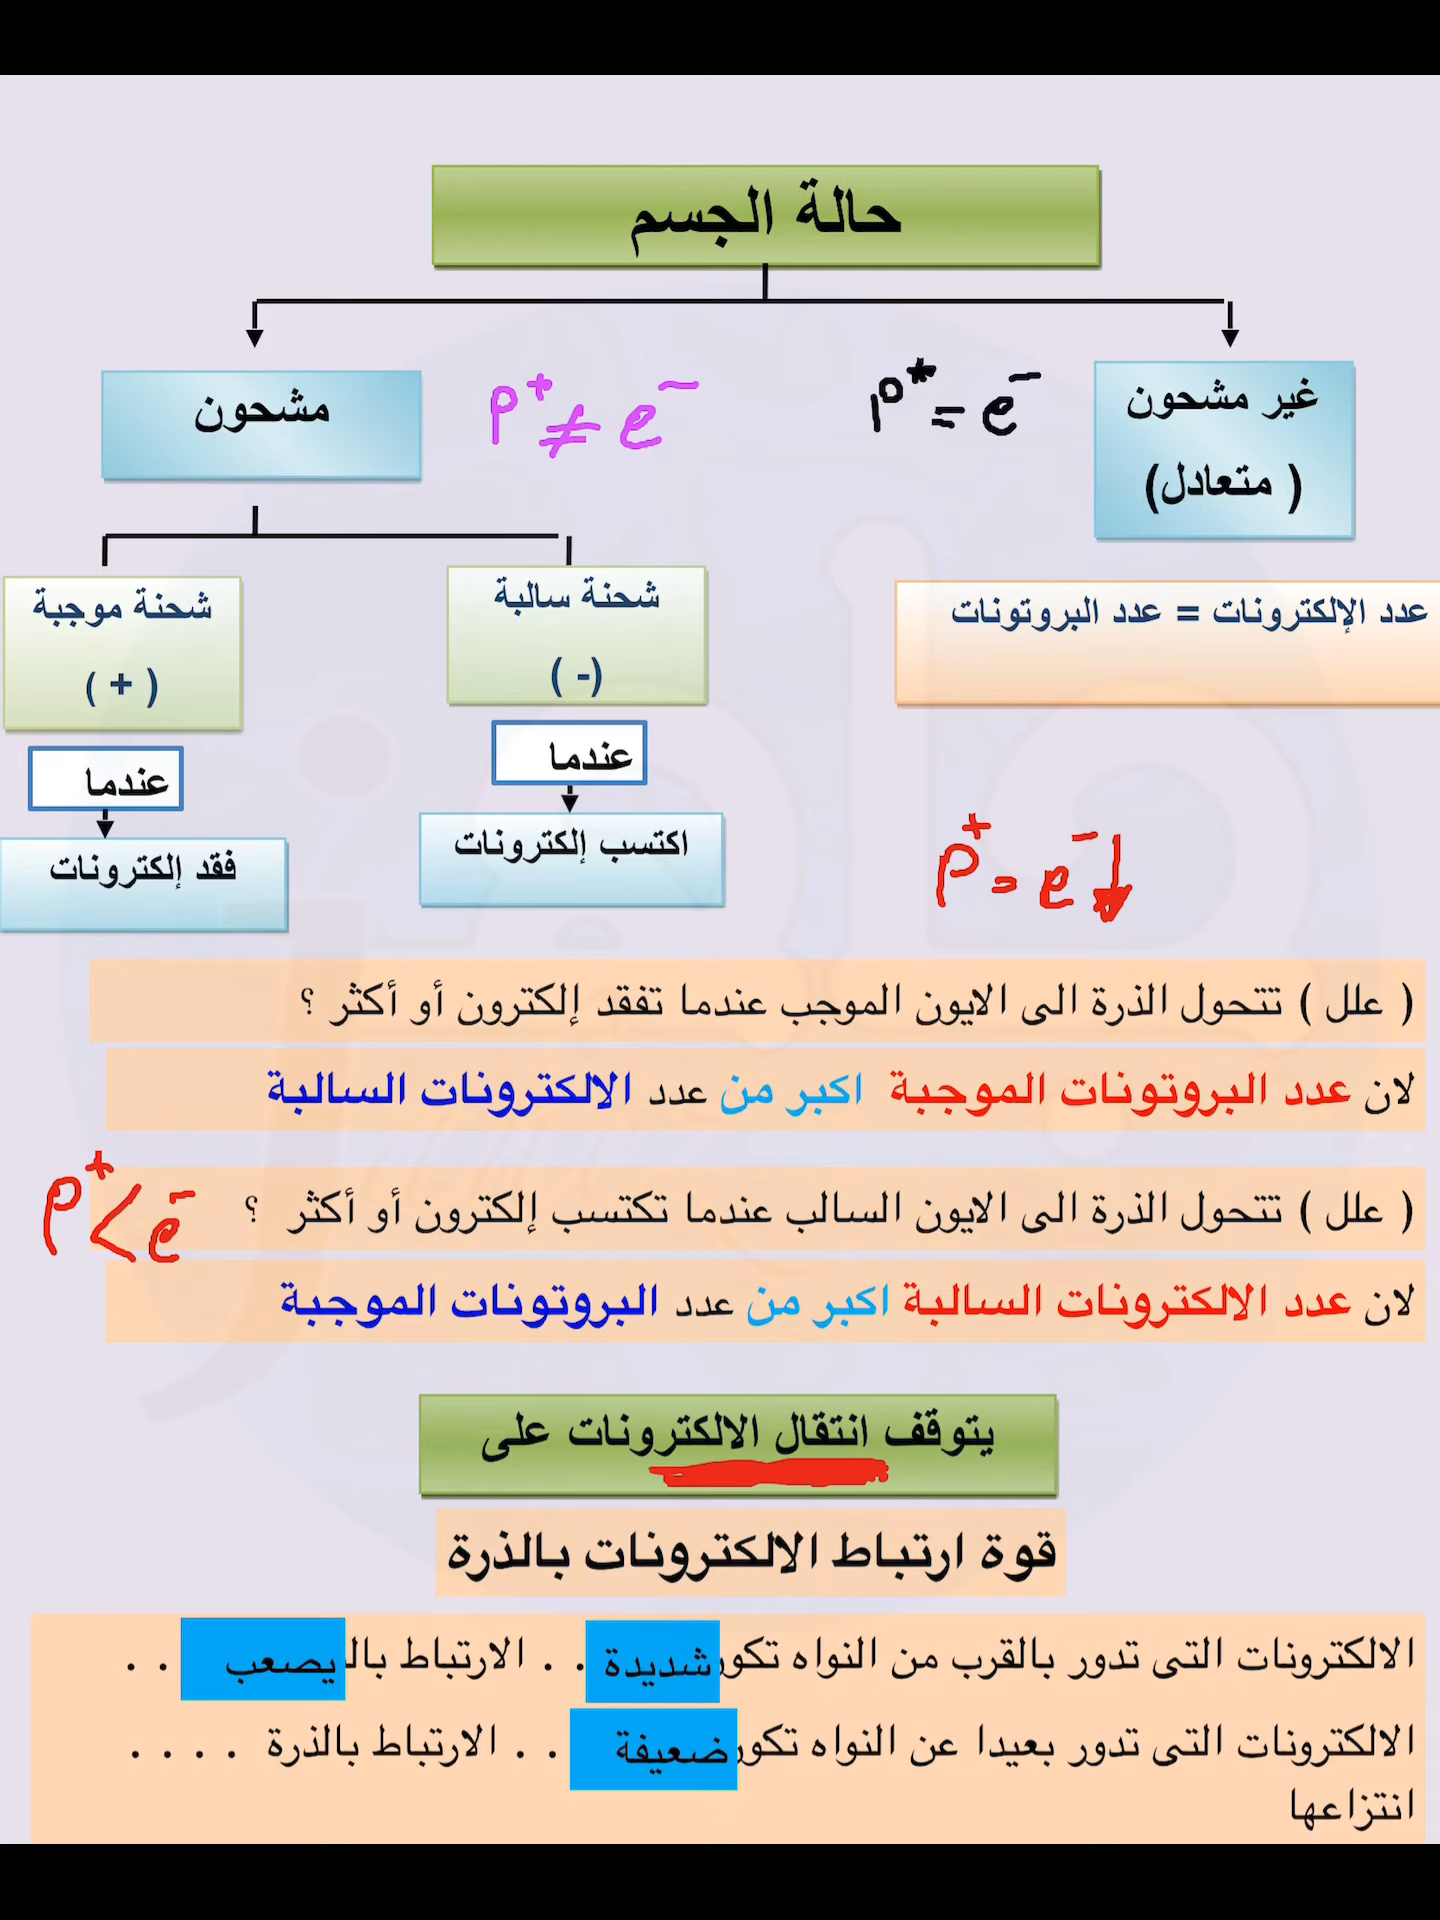 حالة الجسم
غير مشحون
( متعادل)
p⁺ = e⁻
p⁺ ≠ e⁻
مشحون
عدد الإلكترونات = عدد البروتونات
شحنة سالبة
(- )
شحنة موجبة
( + )
عندما
عندما
اكتسب إلكترونات
فقد إلكترونات
p⁺ = e⁻↓
( علل ) تتحول الذرة الى الايون الموجب عندما تفقد إلكترون أو أكثر ؟
لان عدد البروتونات الموجبة اكبر من عدد الالكترونات السالبة
( علل ) تتحول الذرة الى الايون السالب عندما تكتسب إلكترون أو أكثر ؟
p⁺ < e⁻
لان عدد الالكترونات السالبة اكبر من عدد البروتونات الموجبة
يتوقف انتقال الالكترونات على
قوة ارتباط الالكترونات بالذرة
الالكترونات التى تدور بالقرب من النواه شديدة . . الارتباط يصعب . .
الالكترونات التى تدور بعيدا عن النواه ضعيفة . . الارتباط بالذرة . . . .
انتزاعها